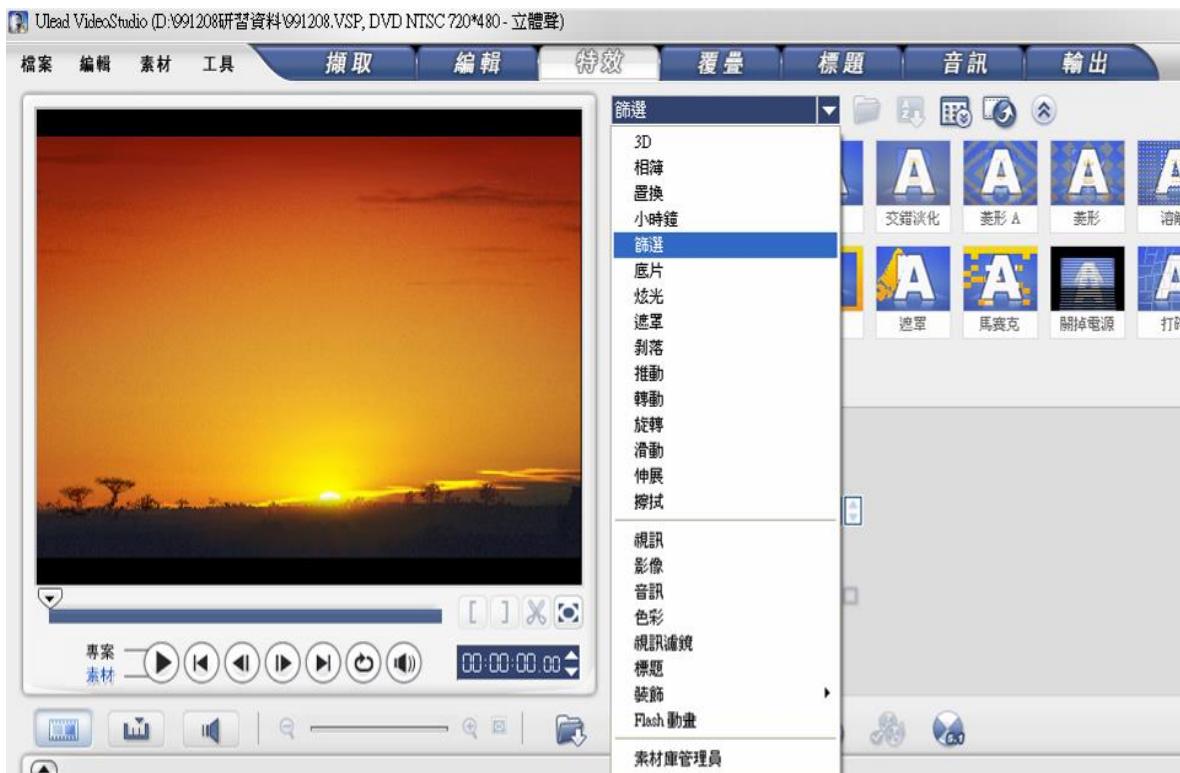 Ulead VideoStudio (D:\991208研習資料\991208.VSP, DVD NTSC 720*480 - 立體聲)
檔案 編輯 素材 工具 擷取 編輯 特效 覆疊 標題 音訊 輸出
篩選
3D
相簿
置換
小時鐘
篩選
底片
炫光
遮罩
剝落
推動
轉動
旋轉
滑動
伸展
擦拭
視訊
影像
音訊
色彩
視訊濾鏡
標題
裝飾
Flash 動畫
素材庫管理員
交錯淡化 菱形 A 菱形
遮罩 馬賽克 關掉電源
專案
素材
00:00:00.00